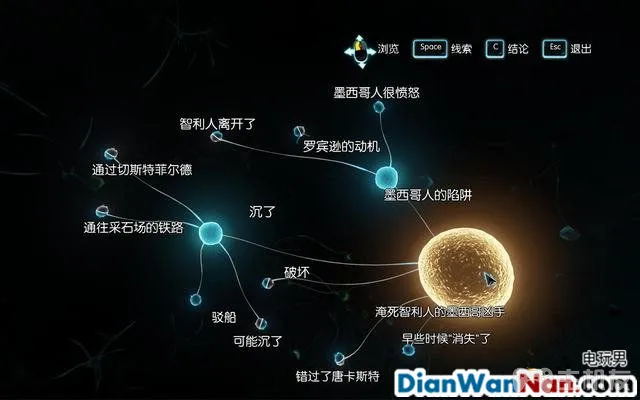 浏览 Space 线索 C 结论 Esc 退出
墨西哥人很愤怒
智利人离开了
罗宾逊的动机
通过切斯特菲尔德
墨西哥人的陷阱
沉了
通往采石场的铁路
破坏
淹死智利人的墨西哥凶手
驳船
早些时候“消失”了
可能沉了
电玩男
错过了唐卡斯特
DianWanNan.com